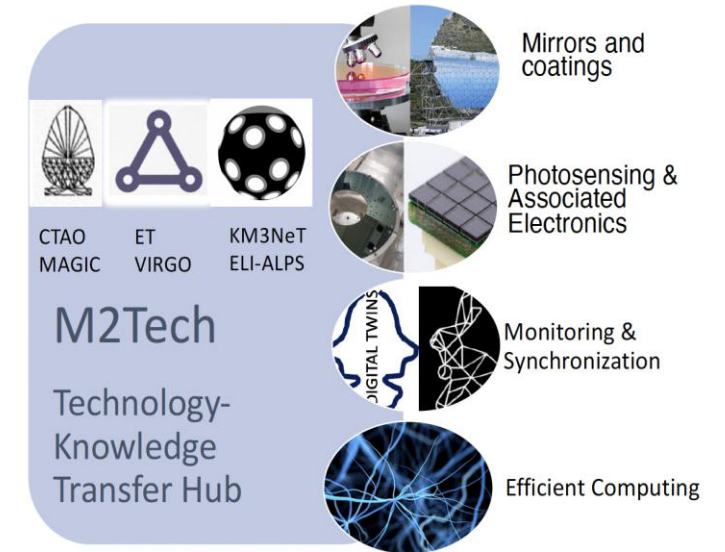 Mirrors and
coatings
CTAO
MAGIC
ET
VIRGO
KM3NeT
ELI-ALPS
Photosensing &
Associated
Electronics
M2Tech
DIGITAL TWINS
Monitoring &
Synchronization
Technology-
Knowledge
Transfer Hub
Efficient Computing